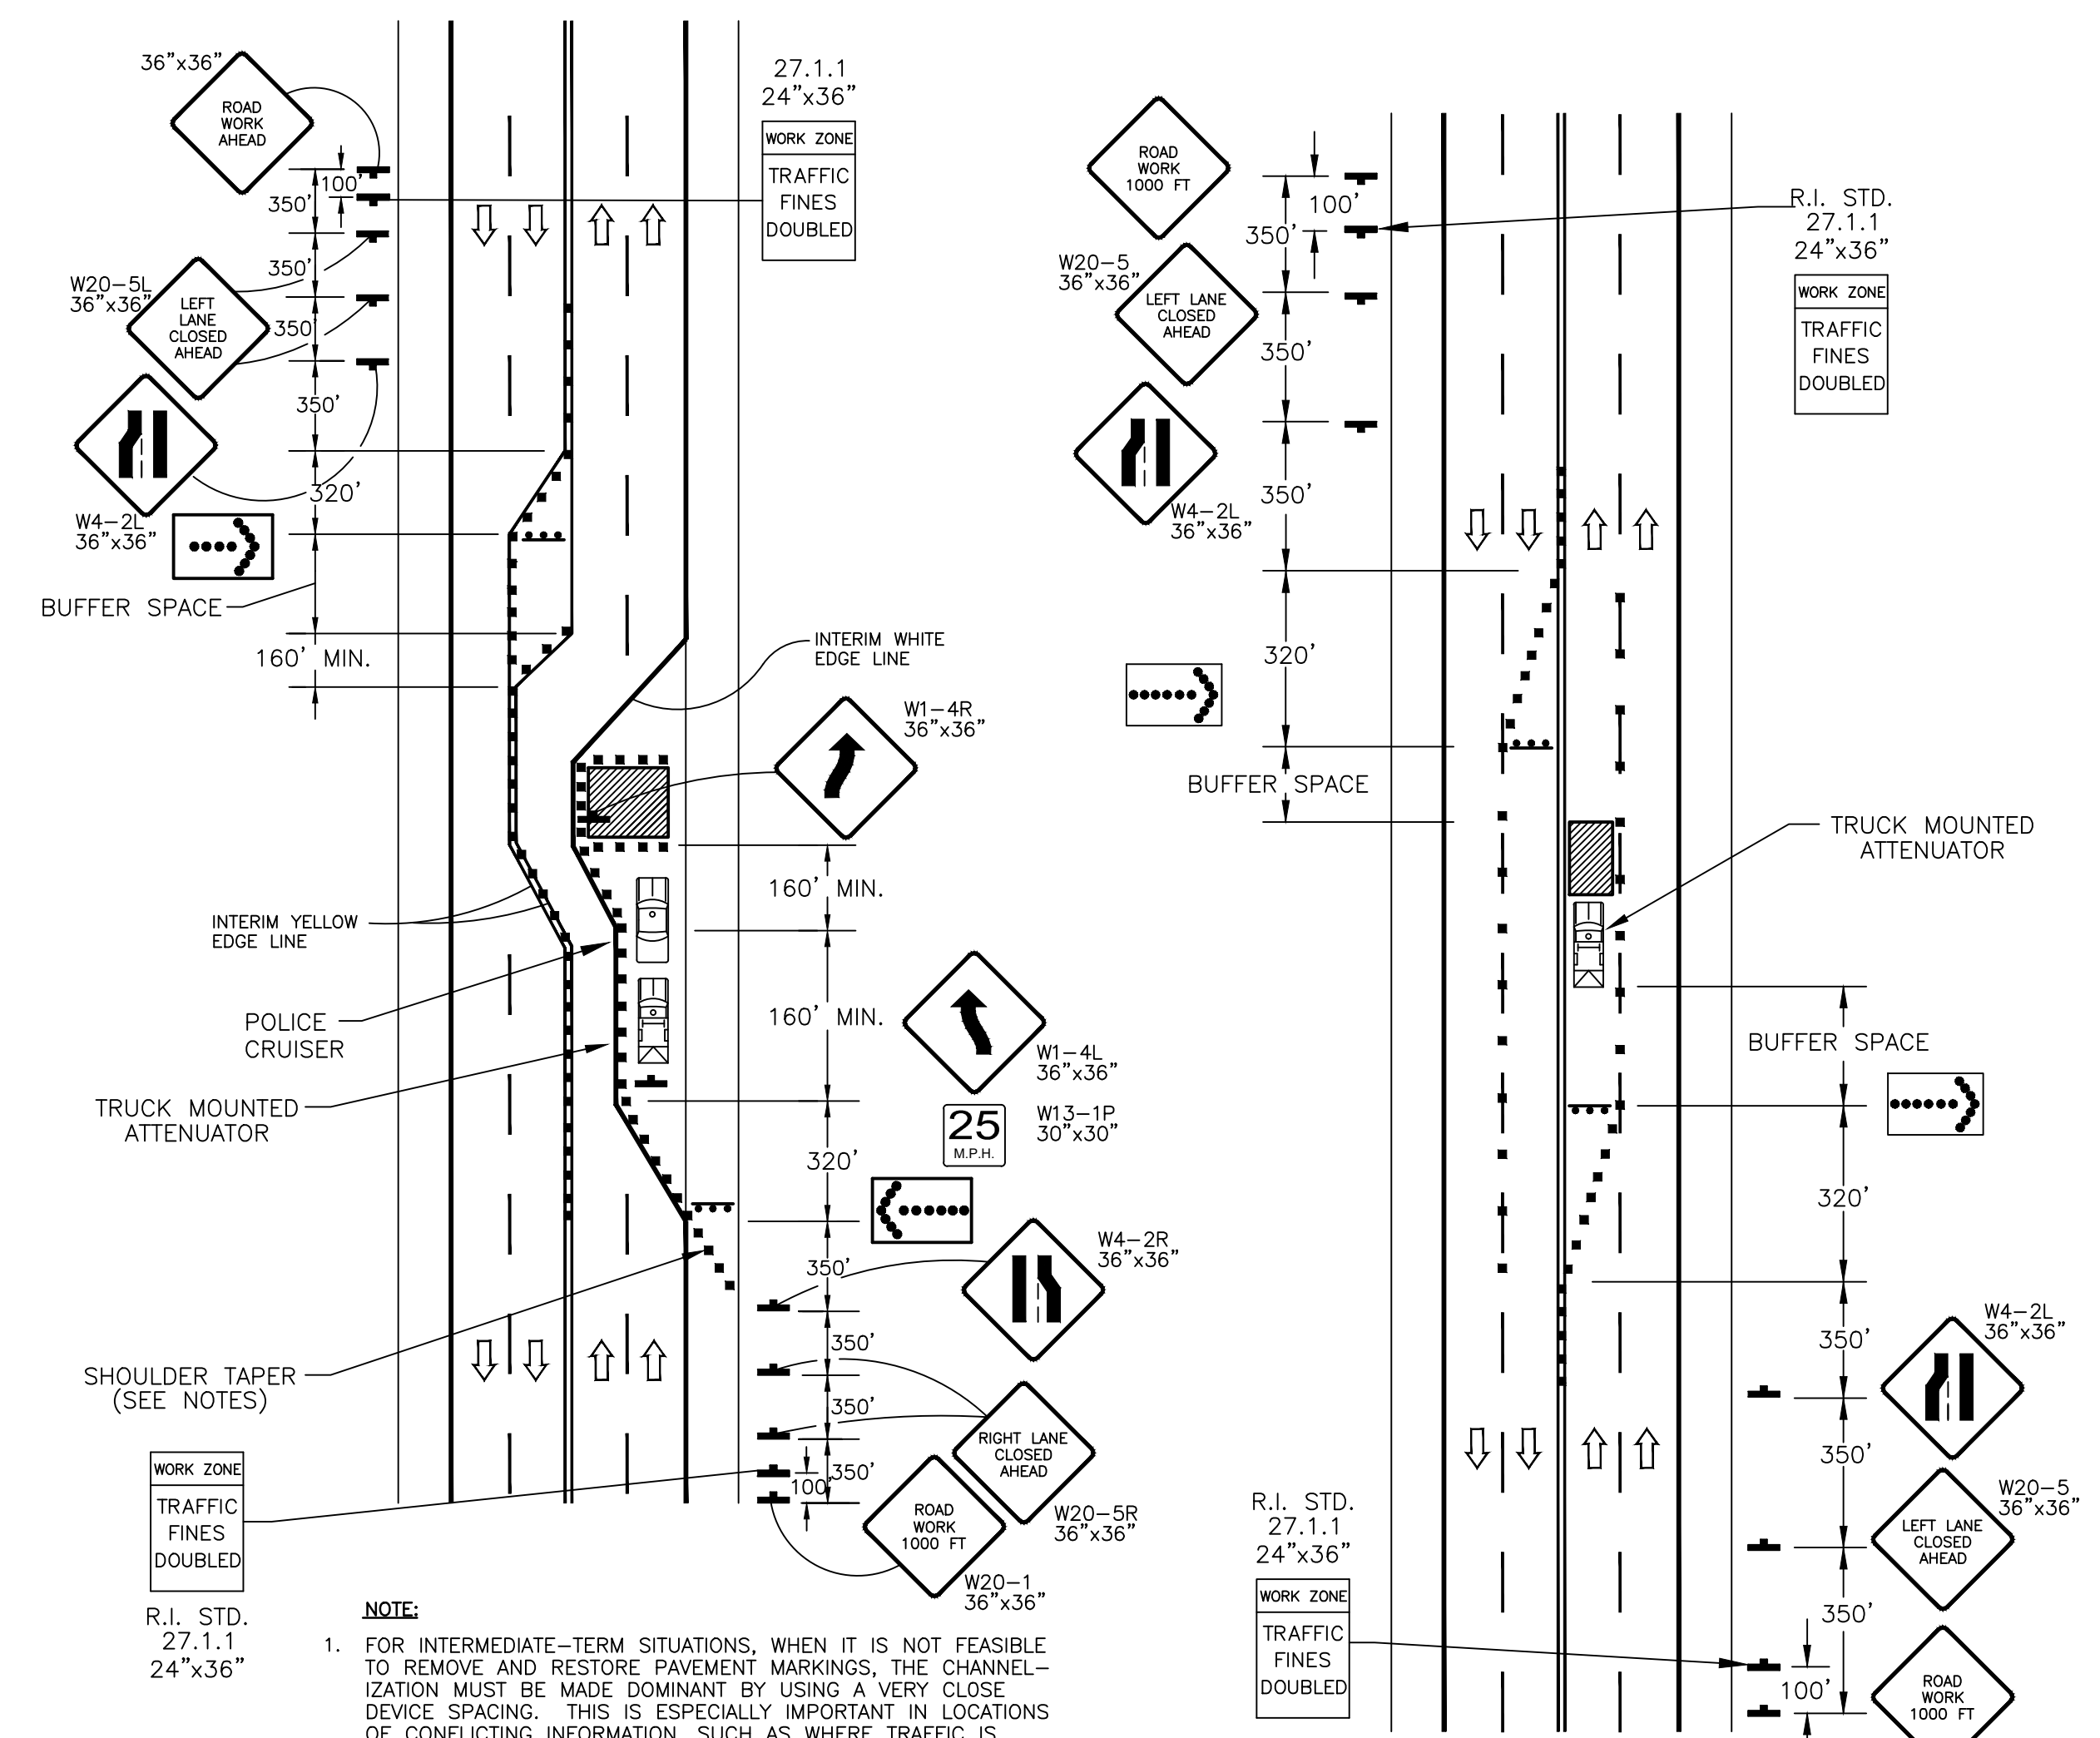 36”x36”
ROAD
WORK
AHEAD
100’
350’
350’
W20–5L
36”x36”
LEFT
LANE
CLOSED
AHEAD
350’
350’
320’
W4–2L
36”x36”
BUFFER SPACE
160’ MIN.
27.1.1
24”x36”
WORK ZONE
TRAFFIC
FINES
DOUBLED
INTERIM WHITE
EDGE LINE
W1–4R
36”x36”
160’ MIN.
INTERIM YELLOW
EDGE LINE
160’ MIN.
POLICE
CRUISER
W1–4L
36”x36”
TRUCK MOUNTED
ATTENUATOR
25
M.P.H.
W13–1P
30”x30”
320’
W4–2R
36”x36”
350’
350’
SHOULDER TAPER
(SEE NOTES)
350’
RIGHT LANE
CLOSED
AHEAD
350’
100’
W20–5R
36”x36”
ROAD
WORK
1000 FT
W20–1
36”x36”
WORK ZONE
TRAFFIC
FINES
DOUBLED
R.I. STD.
27.1.1
24”x36”
NOTE:
1. FOR INTERMEDIATE–TERM SITUATIONS, WHEN IT IS NOT FEASIBLE
TO REMOVE AND RESTORE PAVEMENT MARKINGS, THE CHANNEL–
IZATION MUST BE MADE DOMINANT BY USING A VERY CLOSE
DEVICE SPACING. THIS IS ESPECIALLY IMPORTANT IN LOCATIONS
OF CONFLICTING INFORMATION, SUCH AS WHERE TRAFFIC IS
ROAD
WORK
1000 FT
100’
350’
W20–5
36”x36”
LEFT LANE
CLOSED
AHEAD
350’
350’
W4–2L
36”x36”
320’
BUFFER SPACE
R.I. STD.
27.1.1
24”x36”
WORK ZONE
TRAFFIC
FINES
DOUBLED
TRUCK MOUNTED
ATTENUATOR
BUFFER SPACE
320’
W4–2L
36”x36”
350’
350’
W20–5
36”x36”
LEFT LANE
CLOSED
AHEAD
350’
R.I. STD.
27.1.1
24”x36”
WORK ZONE
TRAFFIC
FINES
DOUBLED
100’
ROAD
WORK
1000 FT